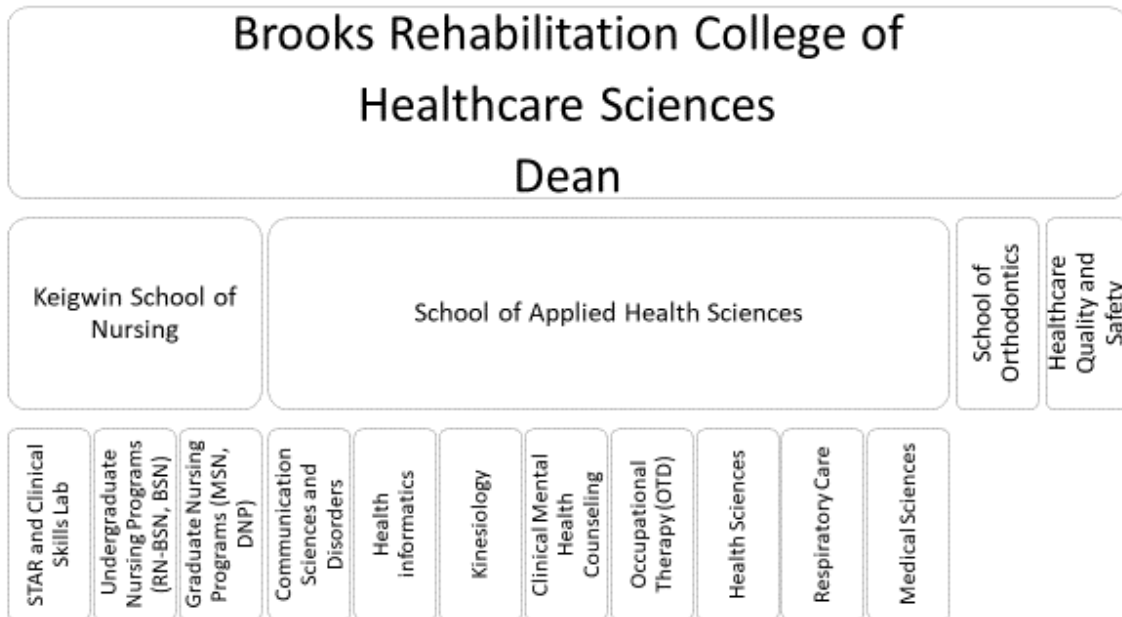 Brooks Rehabilitation College of
Healthcare Sciences
Dean
Keigwin School of
Nursing
School of Applied Health Sciences
School of
Orthodontics
Healthcare
Quality and
Safety
STAR and Clinical
Skills Lab
Undergraduate
Nursing Programs
(RN-BSN, BSN)
Graduate Nursing
Programs (MSN,
DNP)
Communication
Sciences and
Disorders
Health
informatics
Kinesiology
Clinical Mental
Health
Counseling
Occupational
Therapy (OTD)
Health Sciences
Respiratory Care
Medical Sciences